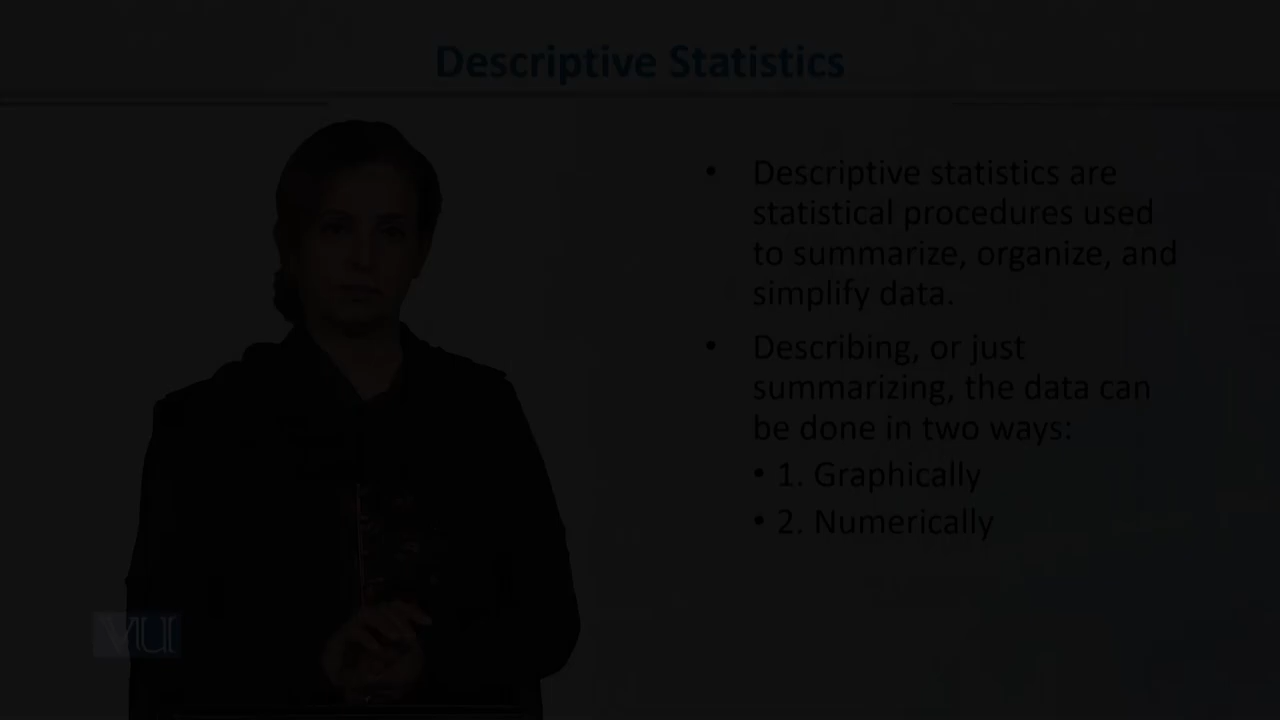 Descriptive Statistics
• Descriptive statistics are
statistical procedures used
to summarize, organize, and
simplify data.
• Describing, or just
summarizing, the data can
be done in two ways:
• 1. Graphically
• 2. Numerically
VU